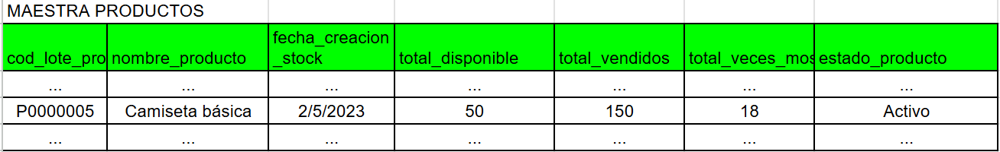 MAESTRA PRODUCTOS
cod_lote_pro nombre_producto fecha_creacion_stock total_disponible total_vendidos total_veces_mos estado_producto
... ... ... ... ... ... ...
P0000005 Camiseta básica 2/5/2023 50 150 18 Activo
... ... ... ... ... ... ...